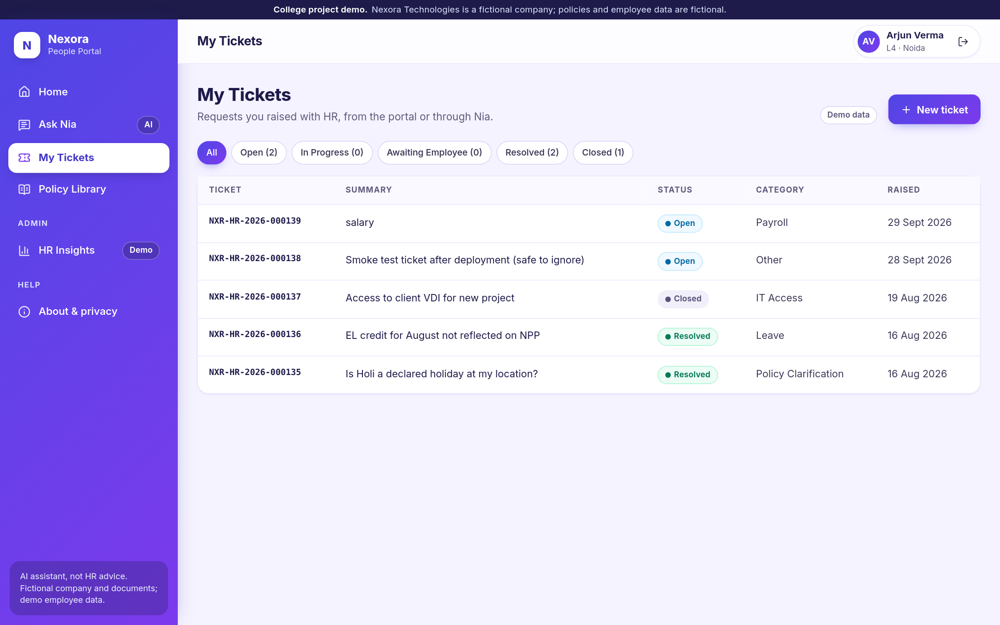 College project demo. Nexora Technologies is a fictional company; policies and employee data are fictional.
N
Nexora
People Portal
Home
Ask Nia
AI
My Tickets
Policy Library
ADMIN
HR Insights
Demo
HELP
About & privacy
AI assistant, not HR advice.
Fictional company and documents;
demo employee data.
My Tickets
AV
Arjun Verma
L4 · Noida
My Tickets
Requests you raised with HR, from the portal or through Nia.
Demo data
New ticket
All
Open (2)
In Progress (0)
Awaiting Employee (0)
Resolved (2)
Closed (1)
TICKET SUMMARY STATUS CATEGORY RAISED
NXR-HR-2026-000139 salary Open Payroll 29 Sept 2026
NXR-HR-2026-000138 Smoke test ticket after deployment (safe to ignore) Open Other 28 Sept 2026
NXR-HR-2026-000137 Access to client VDI for new project Closed IT Access 19 Aug 2026
NXR-HR-2026-000136 EL credit for August not reflected on NPP Resolved Leave 16 Aug 2026
NXR-HR-2026-000135 Is Holi a declared holiday at my location? Resolved Policy Clarification 16 Aug 2026